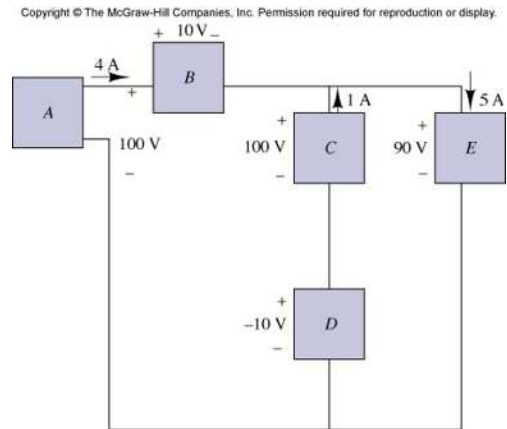 Copyright © The McGraw-Hill Companies, Inc. Permission required for reproduction or display.
+ 10 V –
4 A
+
B
A
1 A
5 A
100 V
–
+
100 V
–
C
+
90 V
–
E
+
–10 V
–
D